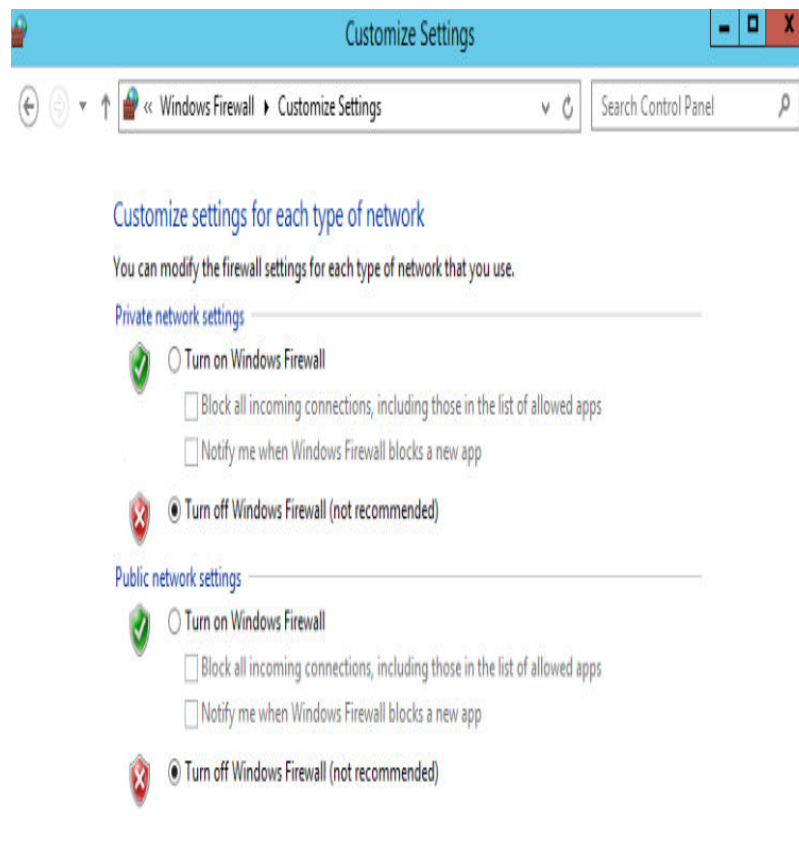 Customize Settings
« Windows Firewall ▸ Customize Settings
Search Control Panel
Customize settings for each type of network
You can modify the firewall settings for each type of network that you use.
Private network settings
Turn on Windows Firewall
Block all incoming connections, including those in the list of allowed apps
Notify me when Windows Firewall blocks a new app
Turn off Windows Firewall (not recommended)
Public network settings
Turn on Windows Firewall
Block all incoming connections, including those in the list of allowed apps
Notify me when Windows Firewall blocks a new app
Turn off Windows Firewall (not recommended)